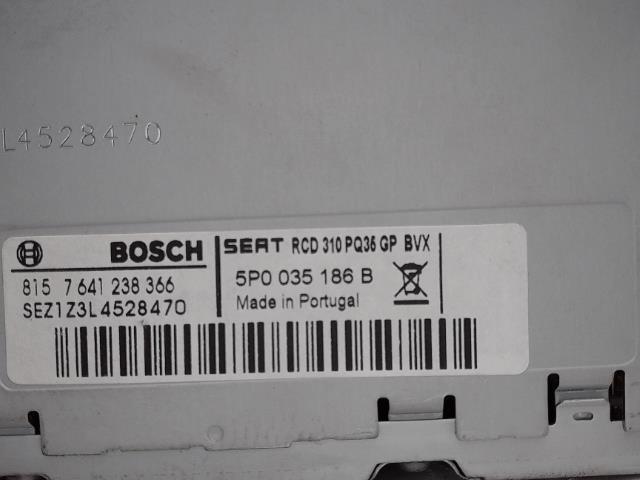 L4528470
BOSCH
815 7 641 238 366
SEZ1Z3L4528470
SEAT RCD 310 PQ35 GP BVX
5P0 035 186 B
Made in Portugal